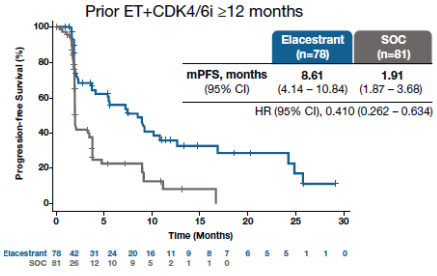 Prior ET+CDK4/6i ≥12 months
Elacestrant SOC
(n=78) (n=81)
mPFS, months 8.61 1.91
(95% CI) (4.14 – 10.84) (1.87 – 3.68)
HR (95% CI), 0.410 (0.262 – 0.634)
Progression-free Survival (%)
100
80
60
40
20
0
0 5 10 15 20 25 30
Time (Months)
Elacestrant 78 42 31 24 20 16 11 9 8 7 6 5 5 1 1 0
SOC 81 26 12 10 9 5 2 1 1 0